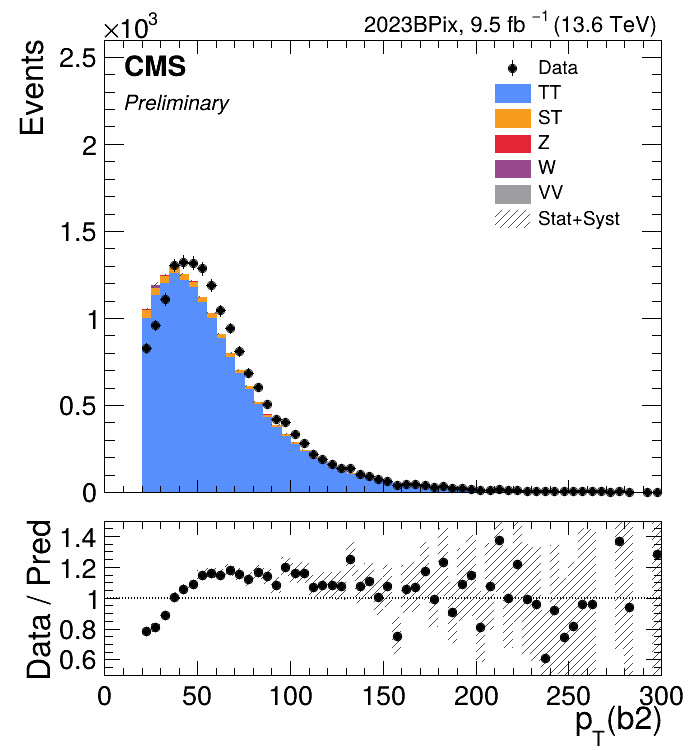 ×10³
2023BPix, 9.5 fb⁻¹ (13.6 TeV)
CMS
Preliminary
Events
2.5
2
1.5
1
0.5
0
Data
TT
ST
Z
W
VV
Stat+Syst
Data / Pred
1.4
1.2
1
0.8
0.6
0 50 100 150 200 250 300
p_T(b2)